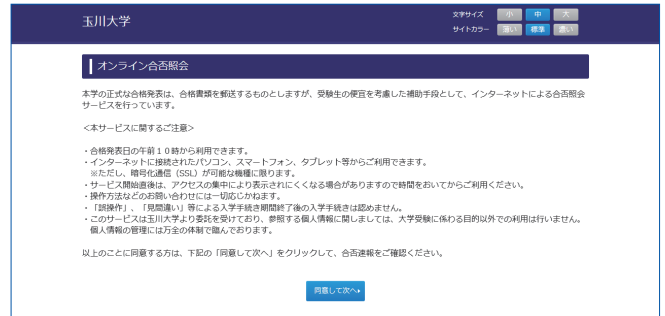 玉川大学
文字サイズ 小 中 大
サイトカラー 薄い 標準 濃い
オンライン合否照会
本学の正式な合格発表は、合格書類を郵送するものとしますが、受験生の便宜を考慮した補助手段として、インターネットによる合否照会
サービスを行っています。
＜本サービスに関するご注意＞
・合格発表日の午前１０時から利用できます。
・インターネットに接続されたパソコン、スマートフォン、タブレット等からご利用できます。
※ただし、暗号化通信（SSL）が可能な機種に限ります。
・サービス開始直後は、アクセスの集中により表示されにくくなる場合がありますので時間をおいてからご利用ください。
・操作方法などのお問い合わせには一切応じかねます。
・「誤操作」、「見間違い」等による入学手続き期間終了後の入学手続きは認めません。
・このサービスは玉川大学より委託を受けており、参照する個人情報に関しましては、大学受験に係わる目的以外での利用は行いません。
個人情報の管理には万全の体制で臨んでおります。
以上のことに同意する方は、下記の「同意して次へ」をクリックして、合否速報をご確認ください。
同意して次へ